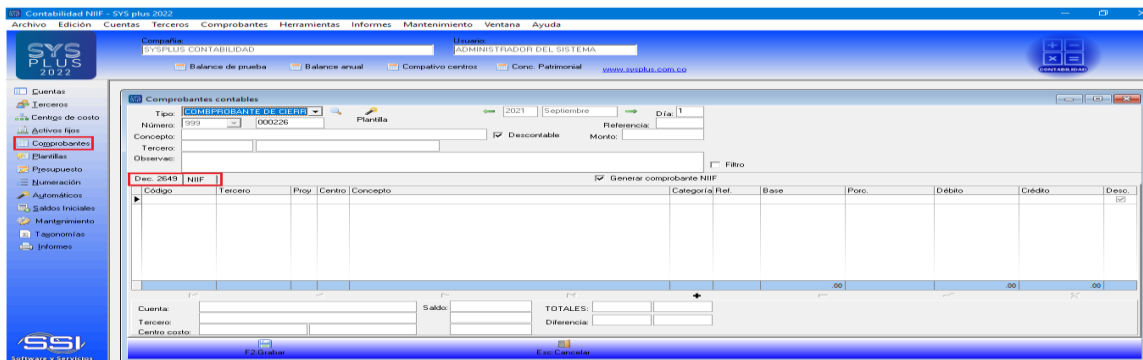 Contabilidad NIIF - SYS plus 2022
Archivo Edición Cuentas Terceros Comprobantes Herramientas Informes Mantenimiento Ventana Ayuda
SYS
PLUS
2022
Compañia:
SYSPLUS CONTABILIDAD
Usuario:
ADMINISTRADOR DEL SISTEMA
Balance de prueba Balance anual Compativo centros Conc. Patrimonial www.sysplus.com.co
CONTABILIDAD
Cuentas
Terceros
Centros de costo
Activos fijos
Comprobantes
Plantillas
Presupuesto
Numeración
Automáticos
Saldos Iniciales
Mantenimiento
Taxonomías
Informes
SSI
Software y Servicios
Comprobantes contables
Tipo: COMBPROBANTE DE CIERR Plantilla 2021 Septiembre Día: 1
Número: 999 000226 Referencia:
Concepto: Descontable Monto:
Tercero:
Observac: Filtro
Dec. 2649 NIIF Generar comprobante NIIF
Código Tercero Proy Centro Concepto Categoría Ref. Base Porc. Débito Crédito Desc.
.00 .00 .00
Cuenta: Saldo: TOTALES:
Tercero: Diferencia:
Centro costo:
F2:Grabar Esc:Cancelar